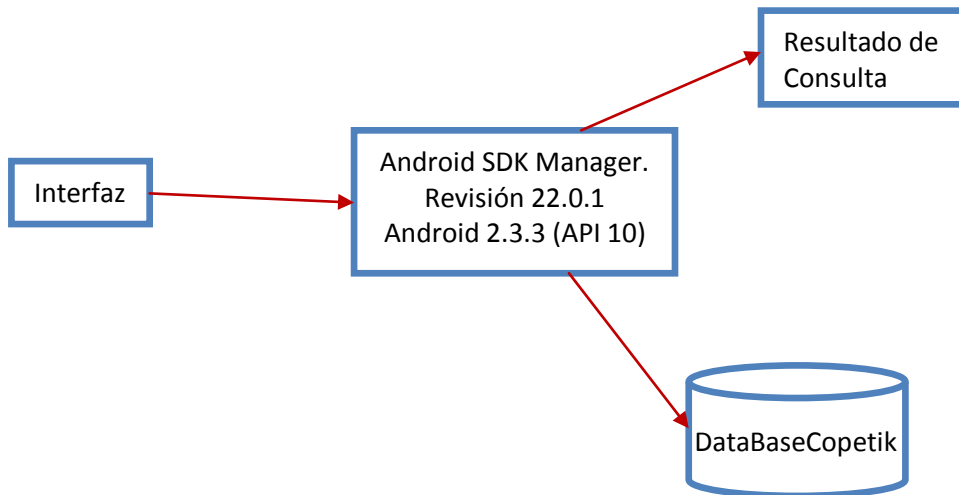 Resultado de
Consulta
Android SDK Manager.
Revisión 22.0.1
Android 2.3.3 (API 10)
Interfaz
DataBaseCopetik